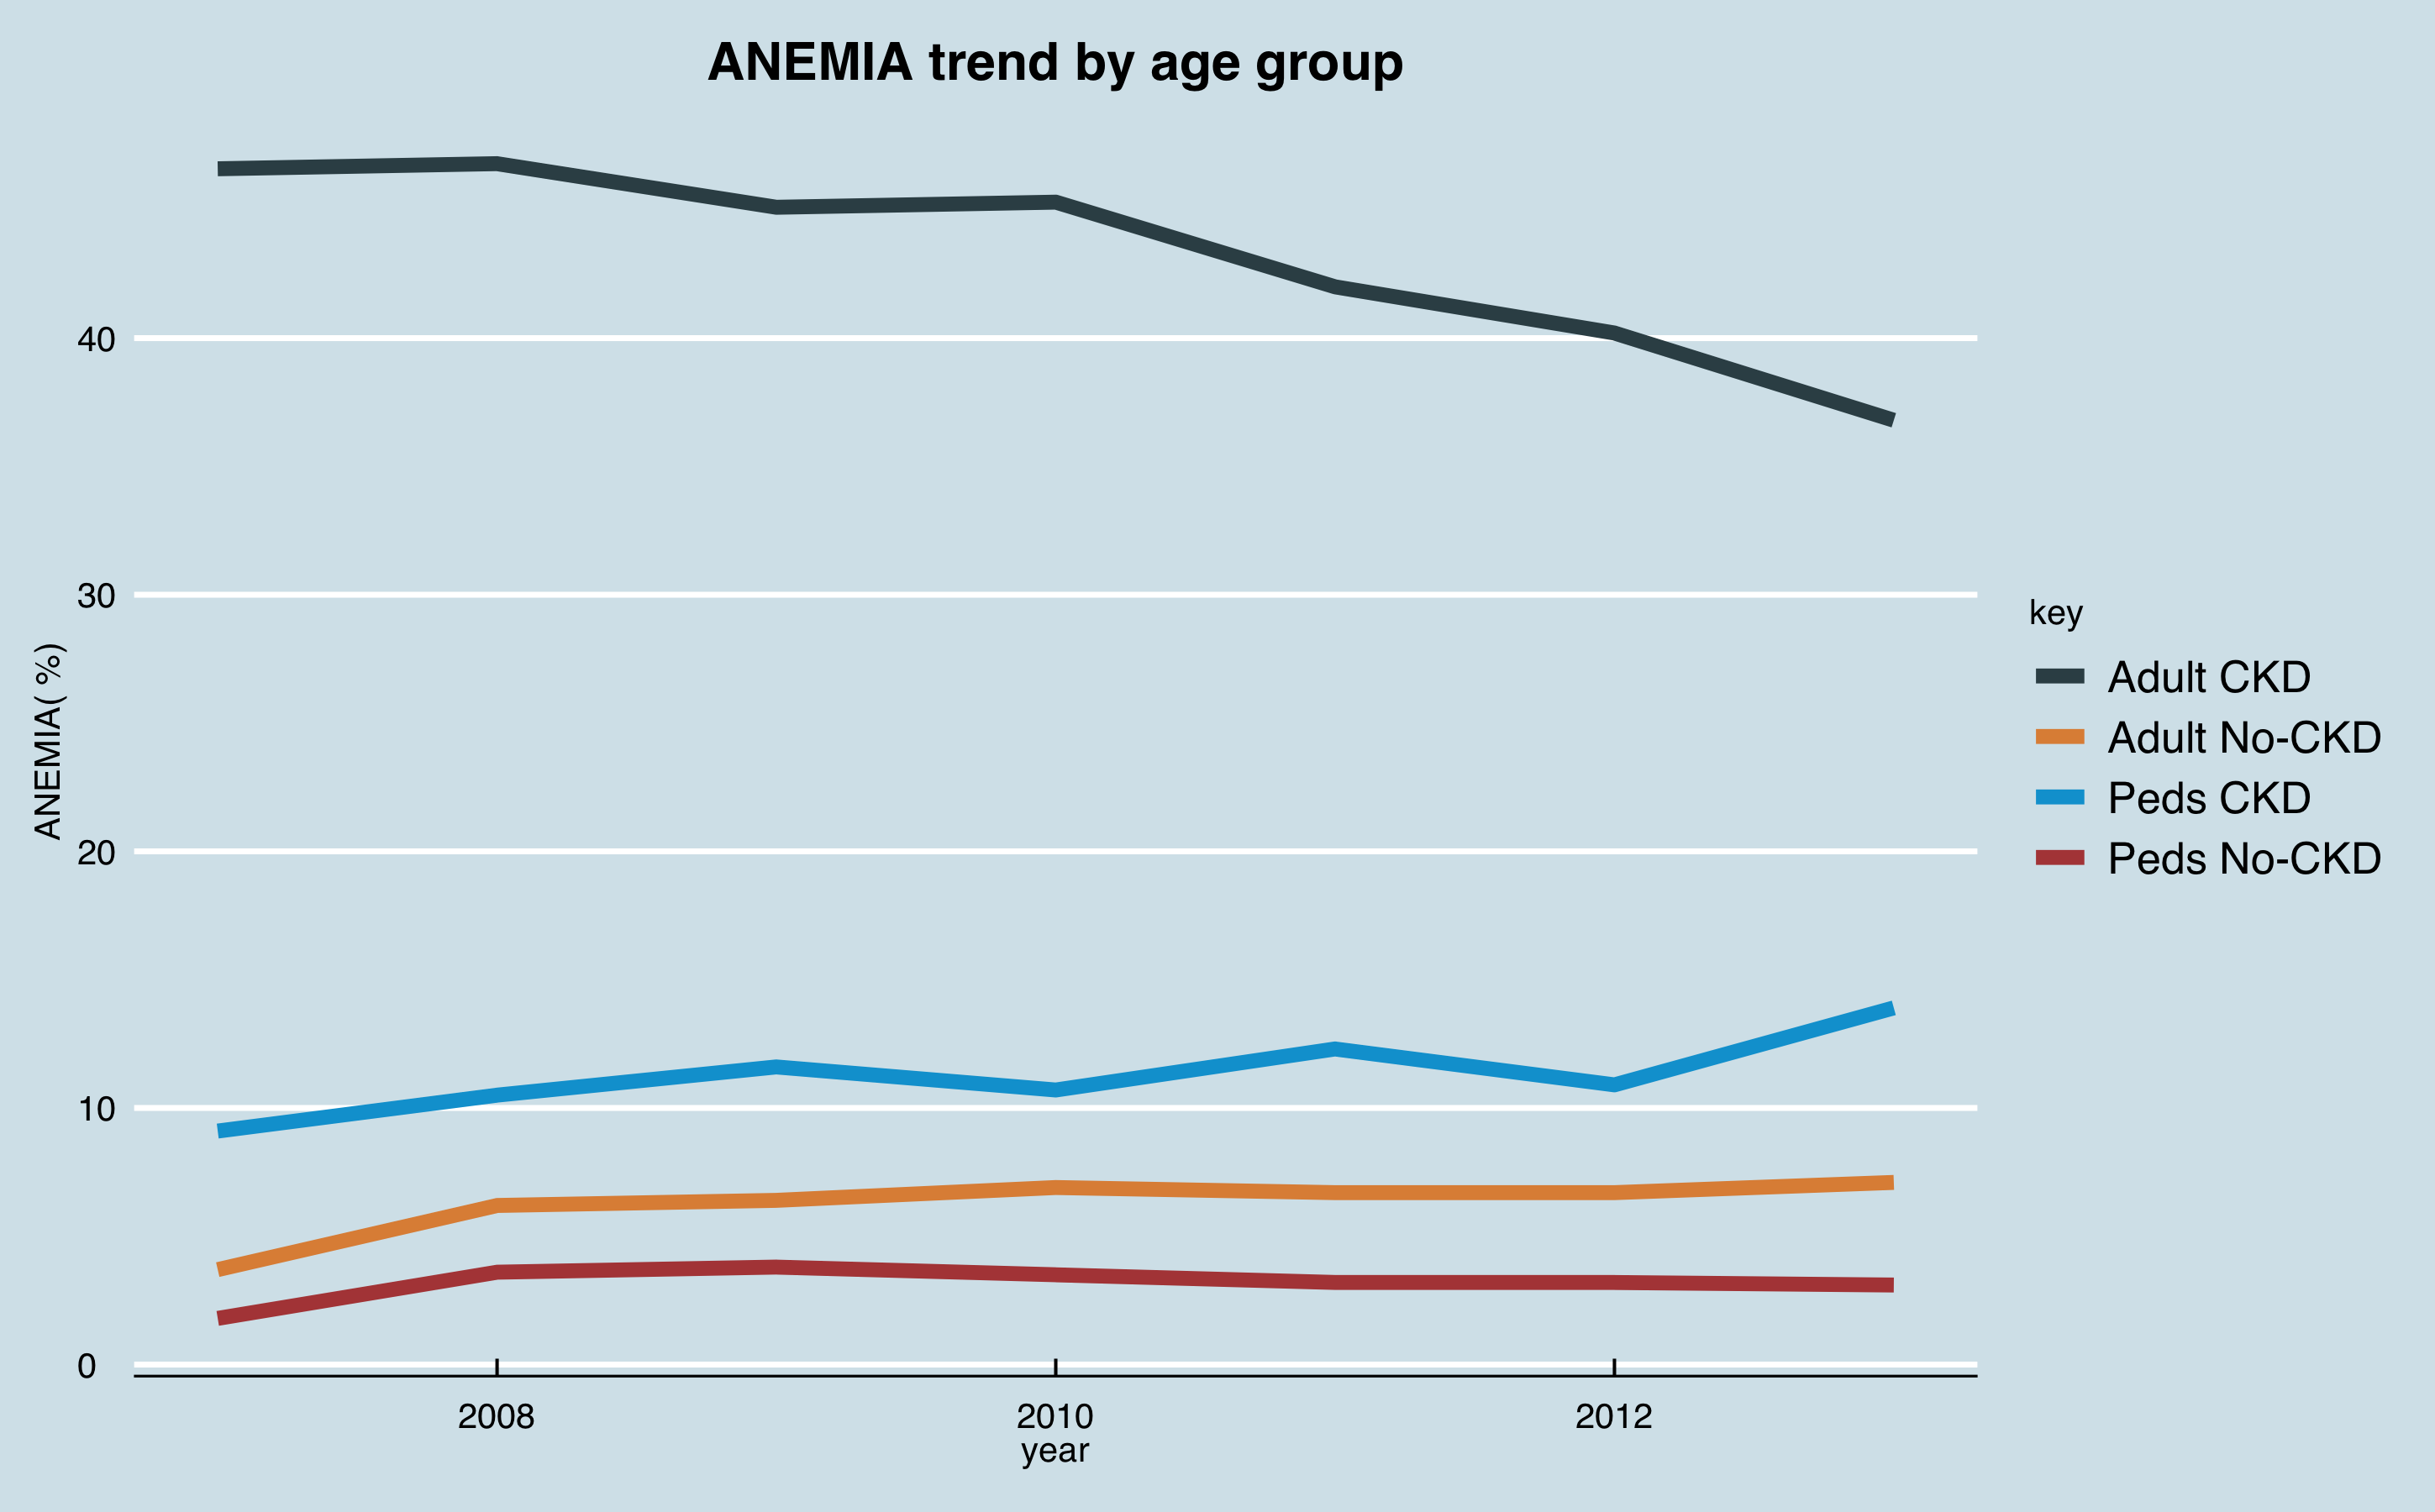 ANEMIA trend by age group
ANEMIA( %)
40
30
20
10
0
2008
2010
2012
year
key
Adult CKD
Adult No-CKD
Peds CKD
Peds No-CKD